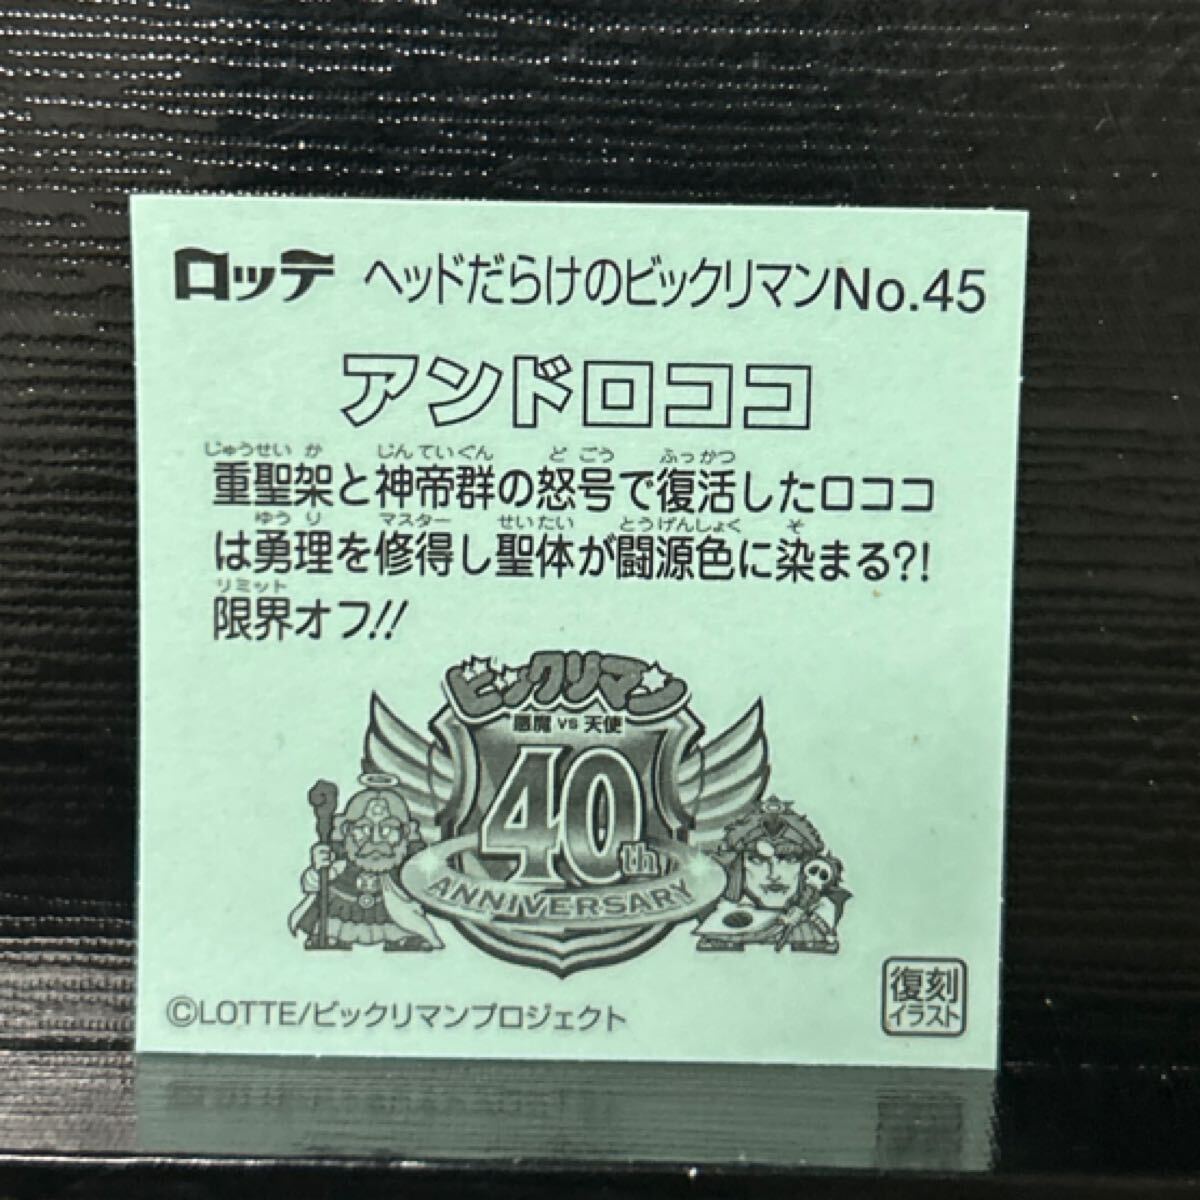 ロッテ ヘッドだらけのビックリマンNo.45
アンドロココ
じゅうせいか じんていぐん どごう ふっかつ
重聖架と神帝群の怒号で復活したロココ
ゆうり マスター せいたい とうげんしょく そ
は勇理を修得し聖体が闘源色に染まる?!
リミット
限界オフ!!
ビックリマン
悪魔 VS 天使
40th
ANNIVERSARY
復刻
イラスト
©LOTTE/ビックリマンプロジェクト